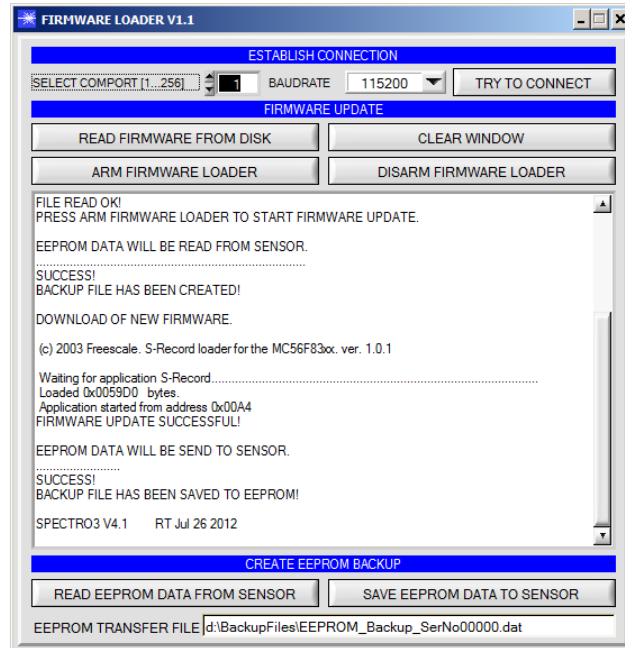 FIRMWARE LOADER V1.1
ESTABLISH CONNECTION
SELECT COMPORT [1...256] 1 BAUDRATE 115200 TRY TO CONNECT
FIRMWARE UPDATE
READ FIRMWARE FROM DISK CLEAR WINDOW
ARM FIRMWARE LOADER DISARM FIRMWARE LOADER
FILE READ OK!
PRESS ARM FIRMWARE LOADER TO START FIRMWARE UPDATE.
EEPROM DATA WILL BE READ FROM SENSOR.
................................................................................
SUCCESS!
BACKUP FILE HAS BEEN CREATED!
DOWNLOAD OF NEW FIRMWARE.
(c) 2003 Freescale. S-Record loader for the MC56F83xx. ver. 1.0.1
Waiting for application S-Record................................................................................................
Loaded 0x0059D0 bytes.
Application started from address 0x00A4
FIRMWARE UPDATE SUCCESSFUL!
EEPROM DATA WILL BE SEND TO SENSOR.
.........................
SUCCESS!
BACKUP FILE HAS BEEN SAVED TO EEPROM!
SPECTRO3 V4.1 RT Jul 26 2012
CREATE EEPROM BACKUP
READ EEPROM DATA FROM SENSOR SAVE EEPROM DATA TO SENSOR
EEPROM TRANSFER FILE d:\BackupFiles\EEPROM_Backup_SerNo00000.dat